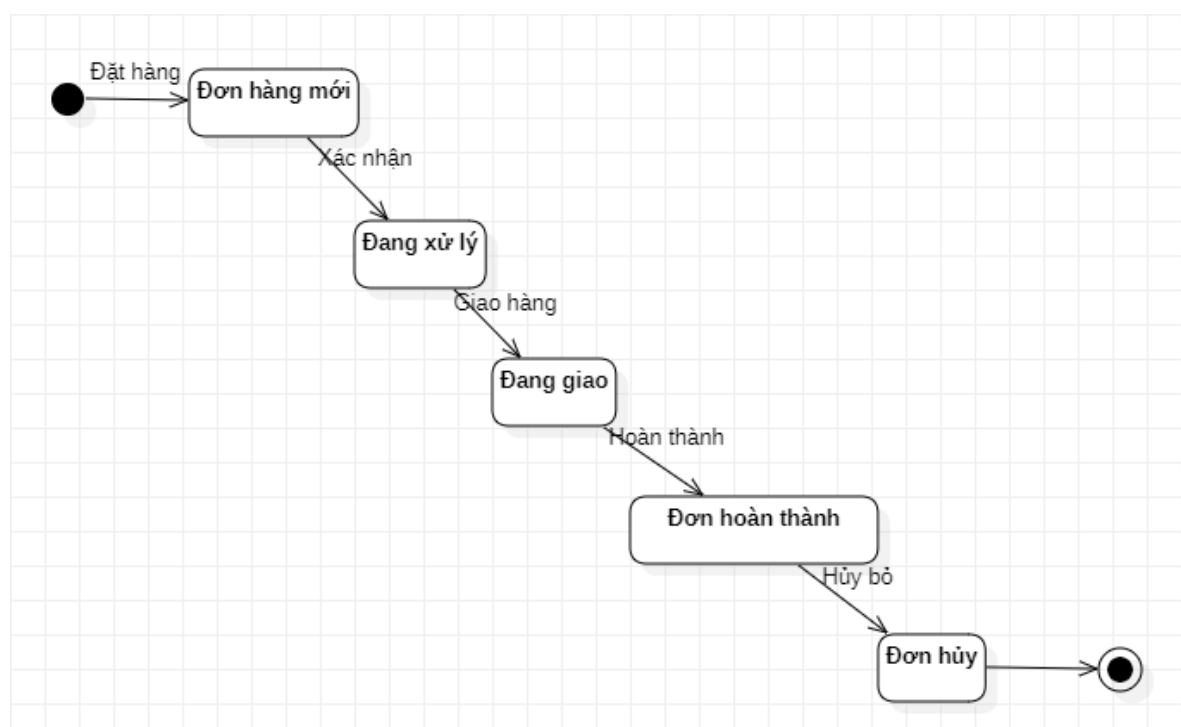 Đặt hàng
Đơn hàng mới
Xác nhận
Đang xử lý
Giao hàng
Đang giao
Hoàn thành
Đơn hoàn thành
Hủy bỏ
Đơn hủy